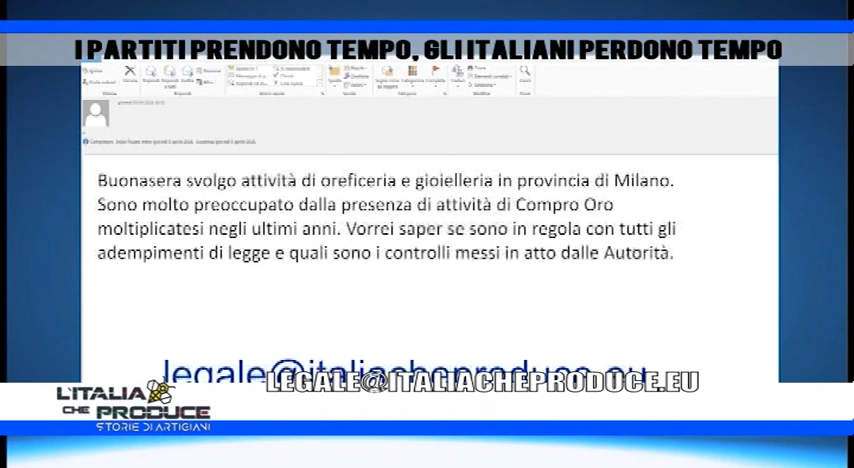 I PARTITI PRENDONO TEMPO, GLI ITALIANI PERDONO TEMPO
Buonasera svolgo attività di oreficeria e gioielleria in provincia di Milano.
Sono molto preoccupato dalla presenza di attività di Compro Oro
moltiplicatesi negli ultimi anni. Vorrei saper se sono in regola con tutti gli
adempimenti di legge e quali sono i controlli messi in atto dalle Autorità.
legale@italiacheproduce.eu
LEGALE@ITALIACHEPRODUCE.EU
L'ITALIA
CHE PRODUCE
STORIE DI ARTIGIANI